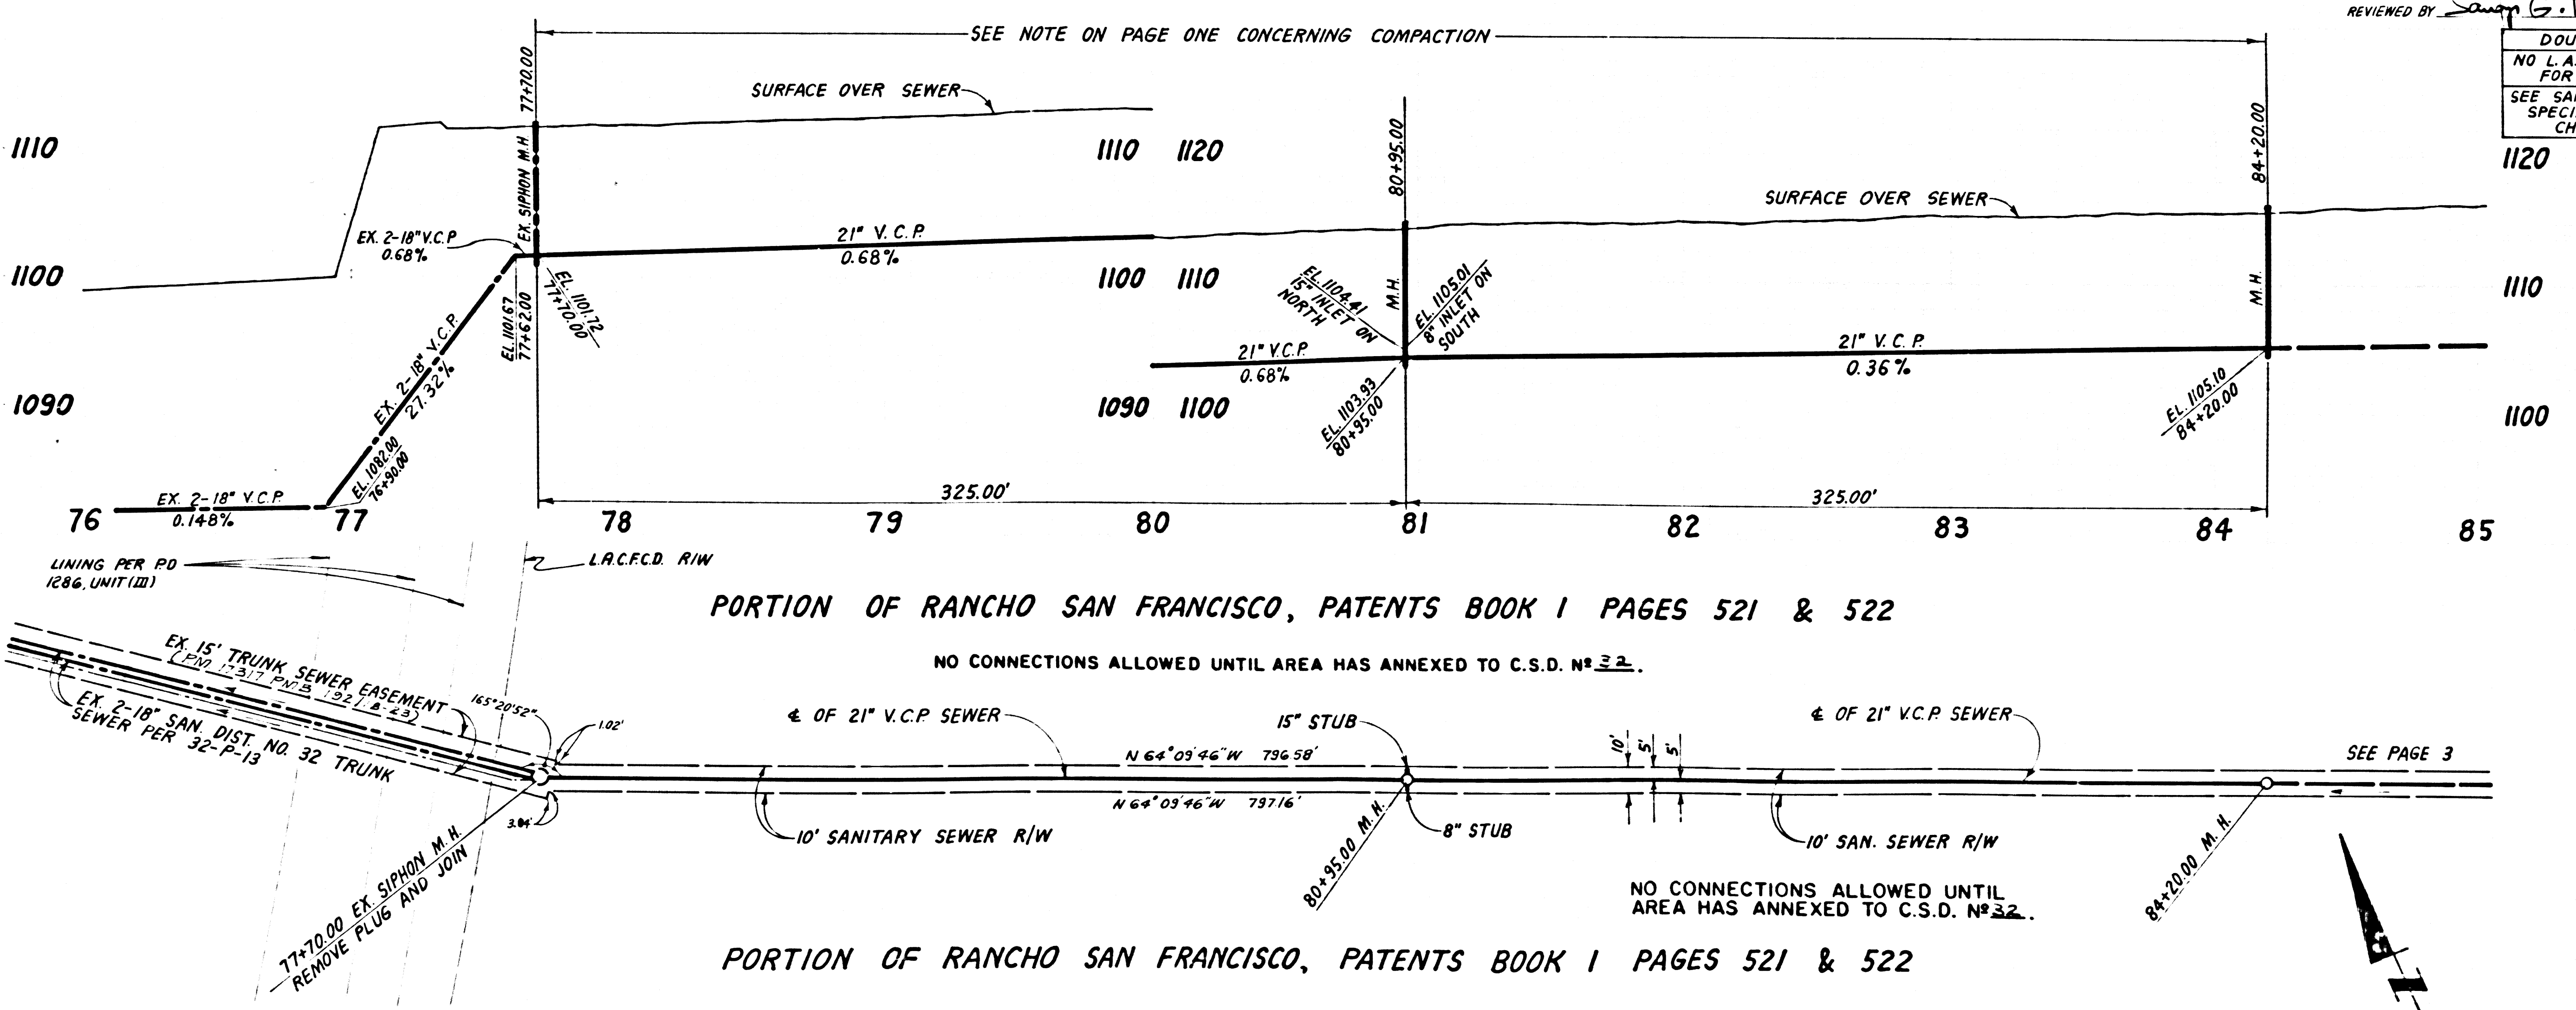 REVIEWED BY
SEE NOTE ON PAGE ONE CONCERNING COMPACTION
DOU
NO L.A.
FOR
SEE SAN
SPECI
CH
77+70.00
EX. SIPHON M.H.
SURFACE OVER SEWER
80+95.00
84+20.00
1110
1110 1120
1120
SURFACE OVER SEWER
EX. 2-18" V.C.P.
0.68%
21" V.C.P.
0.68%
1100
1100 1110
1110
EL. 1101.67
77+62.00
EL. 1101.72
77+70.00
EL. 1104.41
15" INLET ON
NORTH
M.H.
EL. 1105.01
8" INLET ON
SOUTH
M.H.
EX. 2-18" V.C.P.
27.32%
21" V.C.P.
0.68%
21" V.C.P.
0.36%
1090
1090 1100
1100
EL. 1103.93
80+95.00
EL. 1105.10
84+20.00
EL. 1082.00
76+90.00
EX. 2-18" V.C.P.
0.148%
325.00'
325.00'
76 77 78 79 80 81 82 83 84 85
LINING PER P.D
1286, UNIT (III)
L.A.C.F.C.D. R/W
PORTION OF RANCHO SAN FRANCISCO, PATENTS BOOK 1 PAGES 521 & 522
NO CONNECTIONS ALLOWED UNTIL AREA HAS ANNEXED TO C.S.D. Nº 32.
EX. 15' TRUNK SEWER EASEMENT
(PM 17317 PMB 192/18-23)
EX. 2-18" SAN. DIST. NO. 32 TRUNK
SEWER PER 32-P-13
165°20'52"
1.02'
℄ OF 21" V.C.P. SEWER
15" STUB
℄ OF 21" V.C.P. SEWER
N 64°09'46"W 796.58'
10' 5' 5'
SEE PAGE 3
N 64°09'46"W 797.16'
3.04'
10' SANITARY SEWER R/W
8" STUB
10' SAN. SEWER R/W
77+70.00 EX. SIPHON M.H.
REMOVE PLUG AND JOIN
80+95.00 M.H.
84+20.00 M.H.
NO CONNECTIONS ALLOWED UNTIL
AREA HAS ANNEXED TO C.S.D. Nº 32.
PORTION OF RANCHO SAN FRANCISCO, PATENTS BOOK 1 PAGES 521 & 522
N